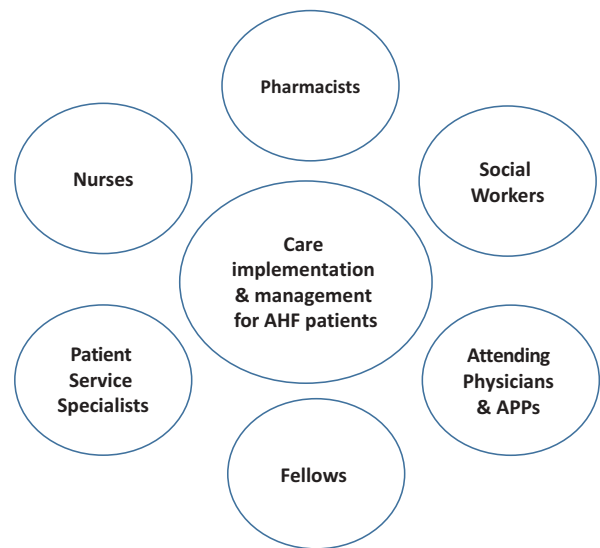 Pharmacists
Nurses
Social
Workers
Care
implementation
& management
for AHF patients
Patient
Service
Specialists
Attending
Physicians
& APPs
Fellows